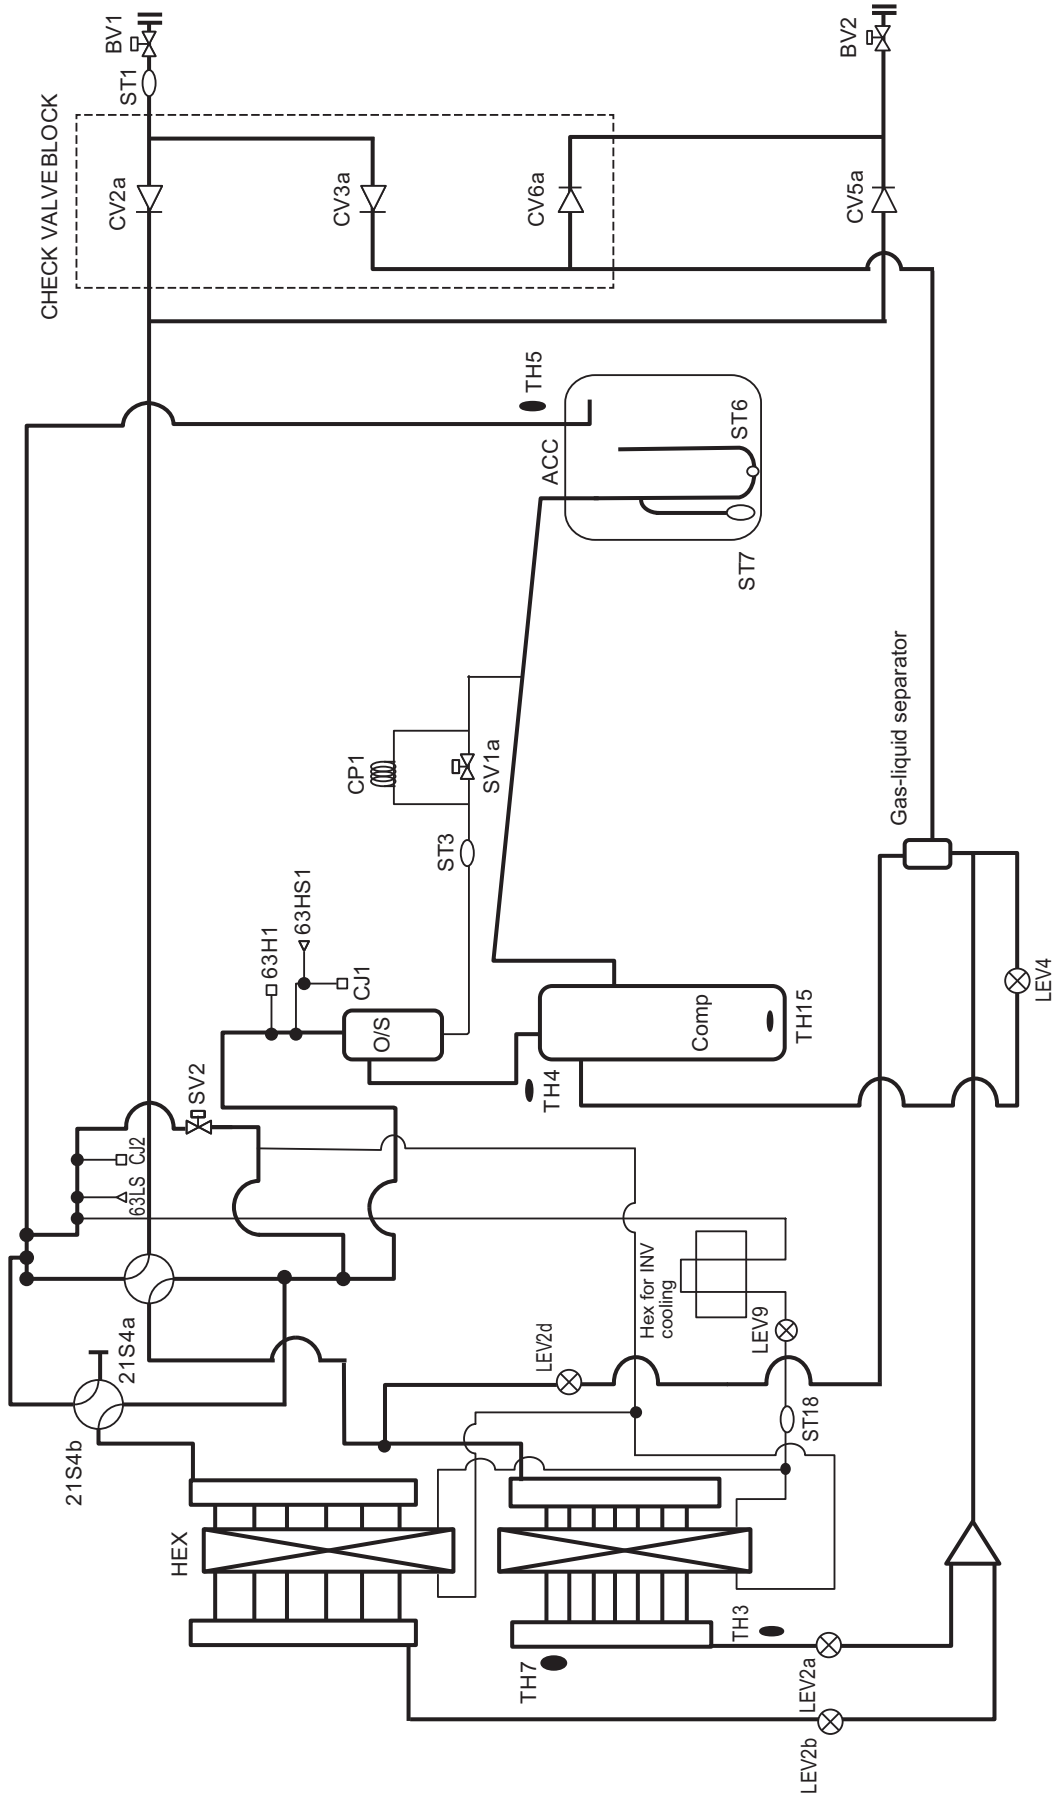 BV1
ST1
BV2
CHECK VALVE BLOCK
CV2a
CV3a
CV6a
CV5a
TH5
ACC
ST6
ST7
CP1
SV1a
ST3
Gas-liquid separator
63H1
63HS1
CJ1
O/S
Comp
TH15
TH4
LEV4
SV2
CJ2
63LS
21S4a
21S4b
Hex for INV
cooling
LEV9
LEV2d
ST18
HEX
TH7
TH3
LEV2a
LEV2b